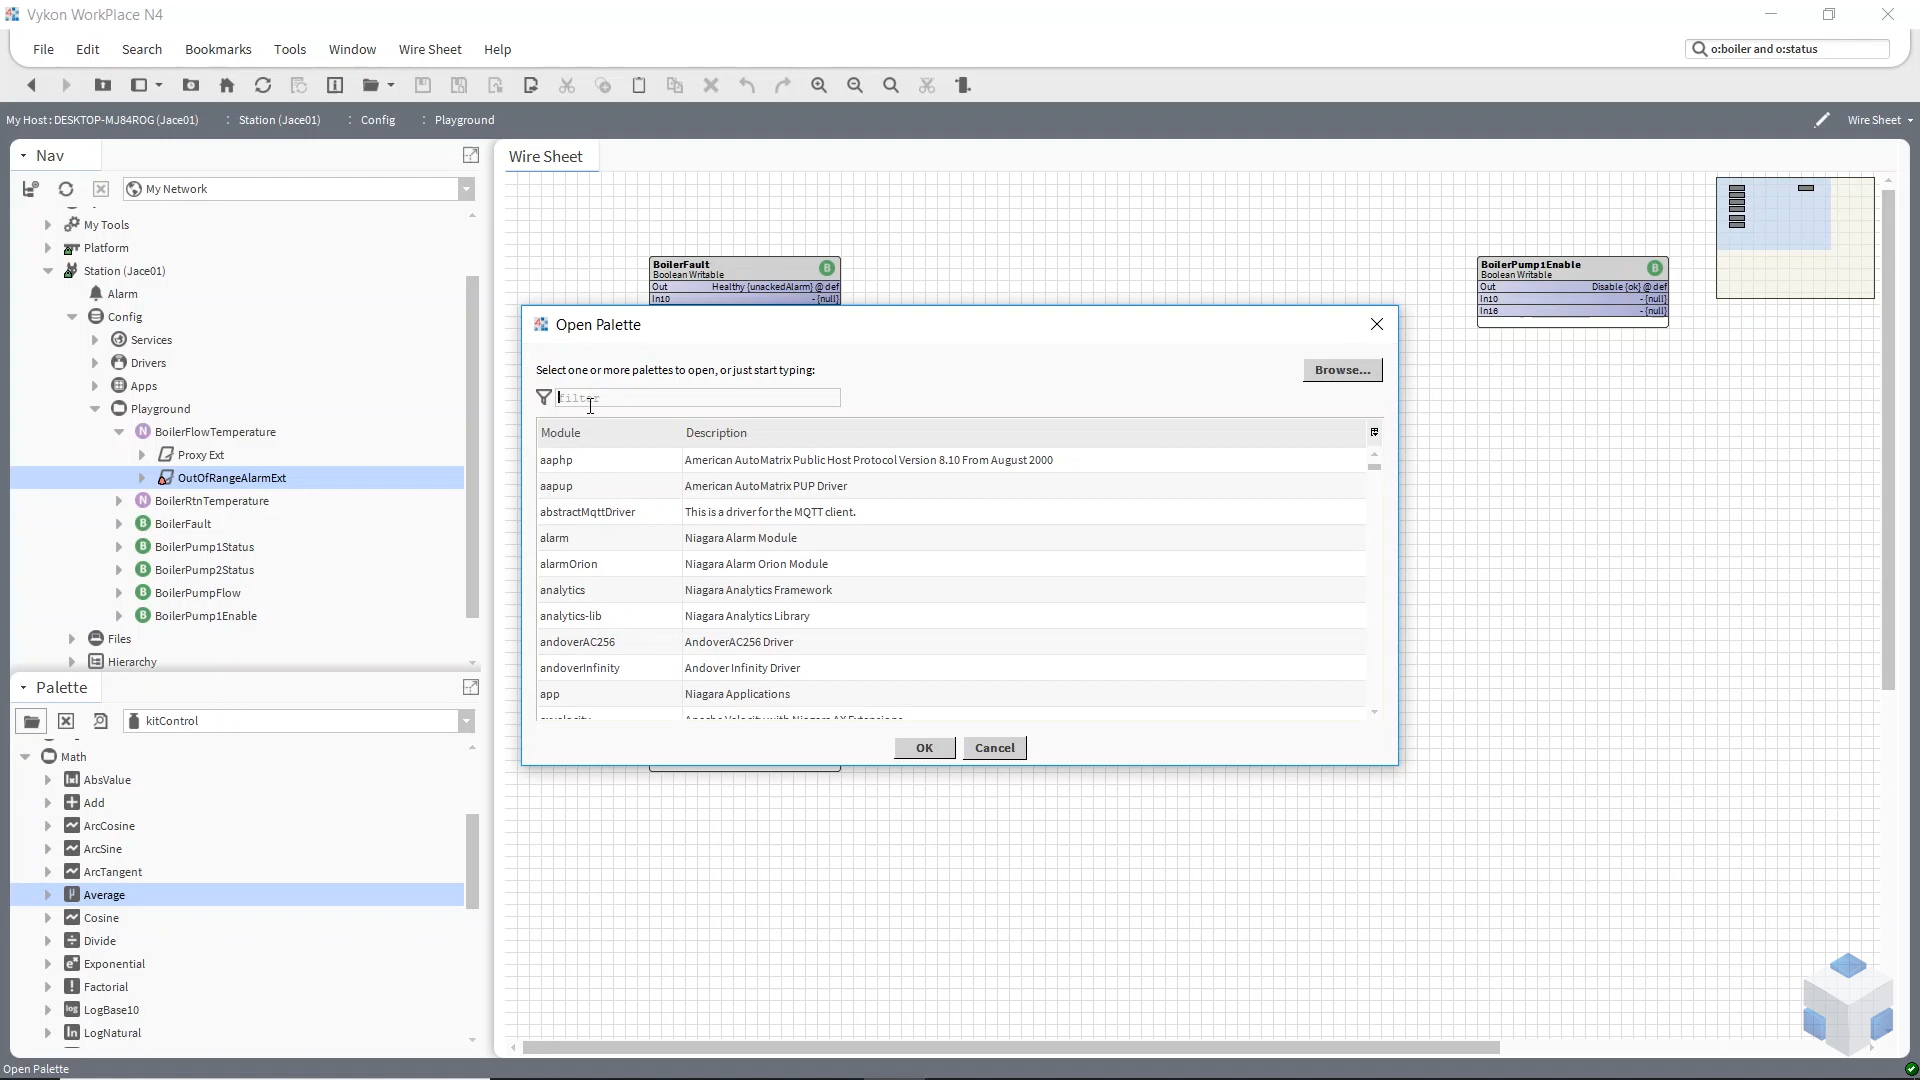 Vykon WorkPlace N4
File Edit Search Bookmarks Tools Window Wire Sheet Help
o:boiler and o:status
My Host : DESKTOP-MJ84ROG (Jace01) : Station (Jace01) : Config : Playground
Wire Sheet
Nav
My Network
My Tools
Platform
Station (Jace01)
Alarm
Config
Services
Drivers
Apps
Playground
BoilerFlowTemperature
Proxy Ext
OutOfRangeAlarmExt
BoilerRtnTemperature
BoilerFault
BoilerPump1Status
BoilerPump2Status
BoilerPumpFlow
BoilerPump1Enable
Files
Hierarchy
Palette
kitControl
Math
AbsValue
Add
ArcCosine
ArcSine
ArcTangent
Average
Cosine
Divide
Exponential
Factorial
LogBase10
LogNatural
Wire Sheet
BoilerFault
Boolean Writable
Out Healthy {unackedAlarm} @ def
In10 - {null}
BoilerPump1Enable
Boolean Writable
Out Disable {ok} @ def
In10 - {null}
In16 - {null}
Open Palette
Select one or more palettes to open, or just start typing:
Browse...
filter
Module Description
aaphp American AutoMatrix Public Host Protocol Version 8.10 From August 2000
aapup American AutoMatrix PUP Driver
abstractMqttDriver This is a driver for the MQTT client.
alarm Niagara Alarm Module
alarmOrion Niagara Alarm Orion Module
analytics Niagara Analytics Framework
analytics-lib Niagara Analytics Library
andoverAC256 AndoverAC256 Driver
andoverInfinity Andover Infinity Driver
app Niagara Applications
OK Cancel
Open Palette